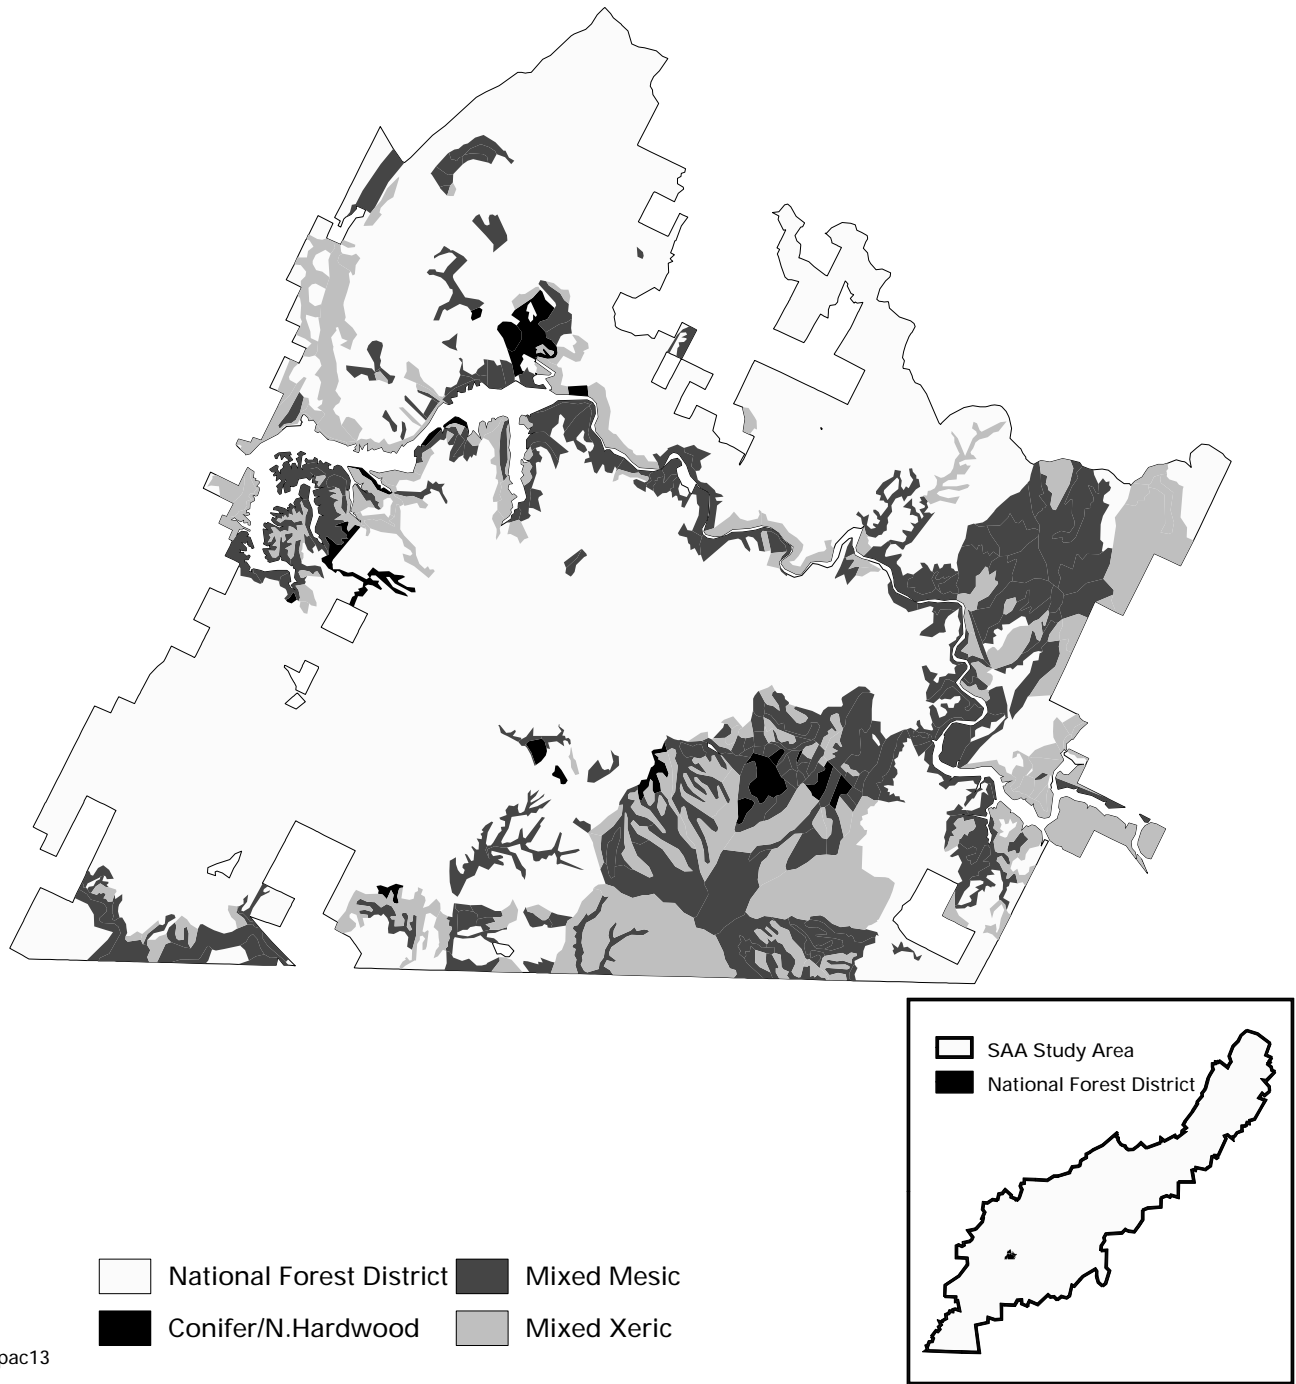 SAA Study Area
National Forest District
National Forest District
Mixed Mesic
Conifer/N.Hardwood
Mixed Xeric
pac13